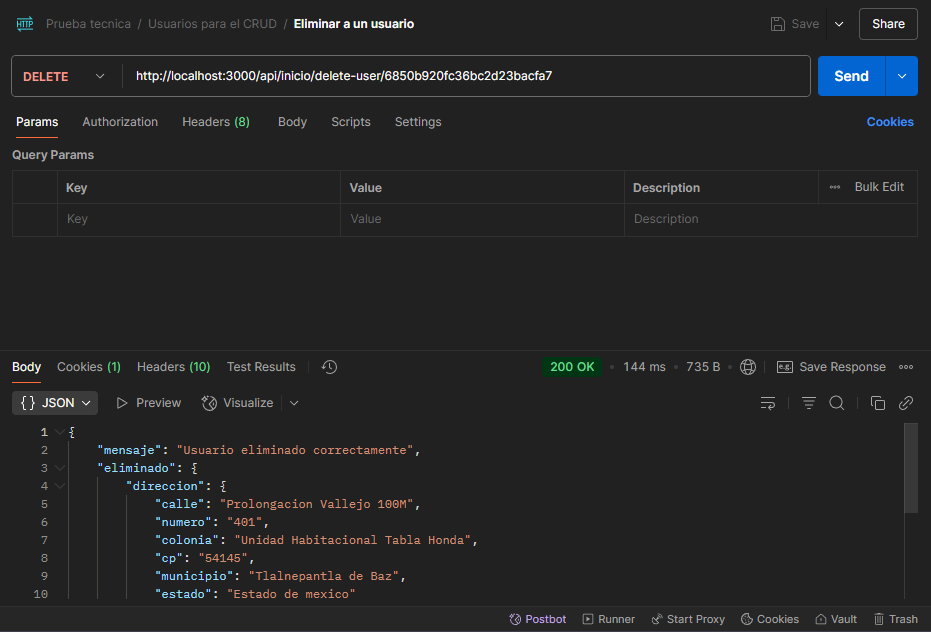 HTTP Prueba tecnica / Usuarios para el CRUD / Eliminar a un usuario Save Share
DELETE http://localhost:3000/api/inicio/delete-user/6850b920fc36bc2d23bacfa7 Send
Params Authorization Headers (8) Body Scripts Settings Cookies
Query Params
Key Value Description Bulk Edit
Key Value Description
Body Cookies (1) Headers (10) Test Results 200 OK 144 ms 735 B e.g. Save Response
{} JSON Preview Visualize
1 {
2 "mensaje": "Usuario eliminado correctamente",
3 "eliminado": {
4 "direccion": {
5 "calle": "Prolongacion Vallejo 100M",
6 "numero": "401",
7 "colonia": "Unidad Habitacional Tabla Honda",
8 "cp": "54145",
9 "municipio": "Tlalnepantla de Baz",
10 "estado": "Estado de mexico"
Postbot Runner Start Proxy Cookies Vault Trash